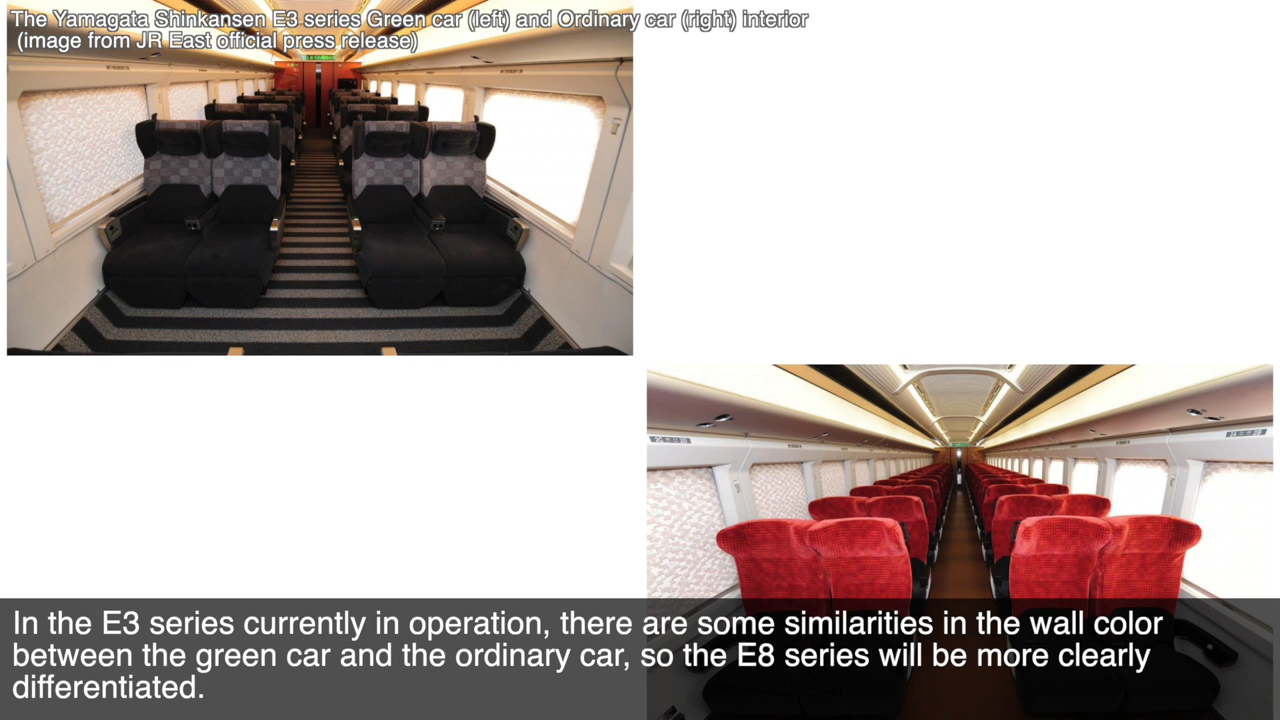 The Yamagata Shinkansen E3 series Green car (left) and Ordinary car (right) interior
(image from JR East official press release)
In the E3 series currently in operation, there are some similarities in the wall color
between the green car and the ordinary car, so the E8 series will be more clearly
differentiated.